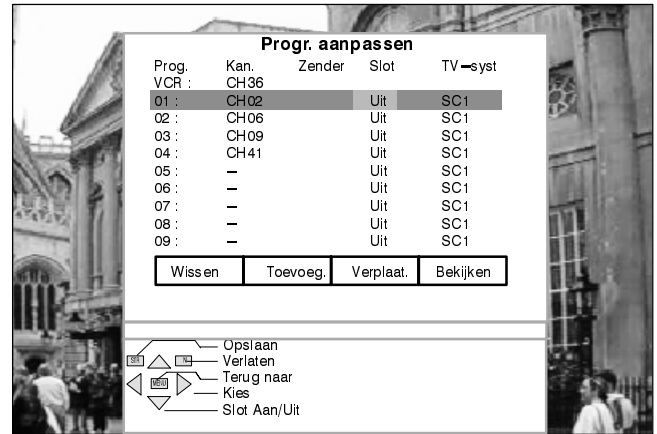 Progr. aanpassen
Prog. Kan. Zender Slot TV–syst
VCR : CH36
01 : CH02 Uit SC1
02 : CH06 Uit SC1
03 : CH09 Uit SC1
04 : CH41 Uit SC1
05 : – Uit SC1
06 : – Uit SC1
07 : – Uit SC1
08 : – Uit SC1
09 : – Uit SC1
Wissen Toevoeg. Verplaat. Bekijken
Opslaan
Verlaten
MENU Terug naar
Kies
Slot Aan/Uit